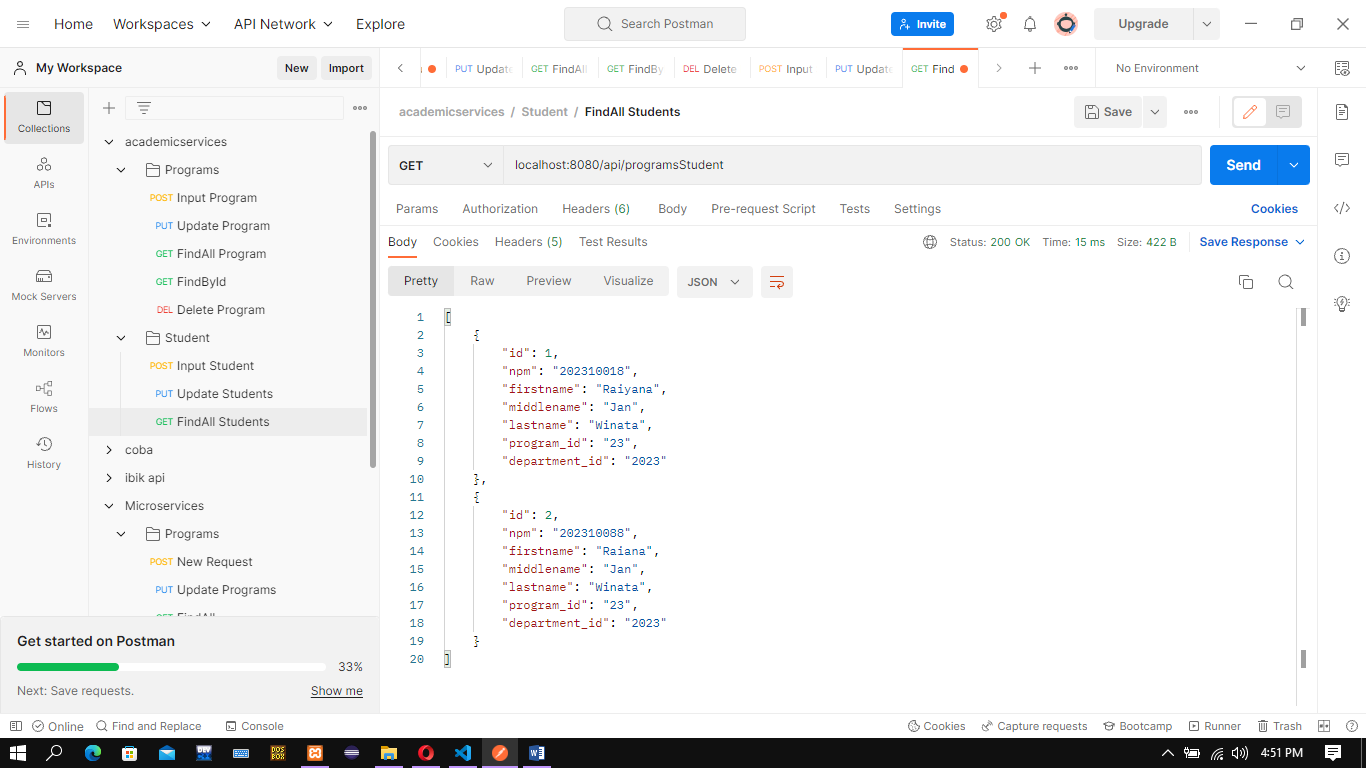 Home Workspaces API Network Explore Search Postman Invite Upgrade
My Workspace New Import
PUT Update GET FindAll GET FindBy DEL Delete POST Input PUT Update GET Find No Environment
Collections
APIs
Environments
Mock Servers
Monitors
Flows
History
academicservices
Programs
POST Input Program
PUT Update Program
GET FindAll Program
GET FindById
DEL Delete Program
Student
POST Input Student
PUT Update Students
GET FindAll Students
coba
ibik api
Microservices
Programs
POST New Request
PUT Update Programs
GET FindAll
Get started on Postman
33%
Next: Save requests. Show me
academicservices / Student / FindAll Students Save
GET localhost:8080/api/programsStudent Send
Params Authorization Headers (6) Body Pre-request Script Tests Settings Cookies
Body Cookies Headers (5) Test Results Status: 200 OK Time: 15 ms Size: 422 B Save Response
Pretty Raw Preview Visualize JSON
1 [
2 {
3 "id": 1,
4 "npm": "202310018",
5 "firstname": "Raiyana",
6 "middlename": "Jan",
7 "lastname": "Winata",
8 "program_id": "23",
9 "department_id": "2023"
10 },
11 {
12 "id": 2,
13 "npm": "202310088",
14 "firstname": "Raiana",
15 "middlename": "Jan",
16 "lastname": "Winata",
17 "program_id": "23",
18 "department_id": "2023"
19 }
20 ]
Online Find and Replace Console Cookies Capture requests Bootcamp Runner Trash
DEV
DOS
BOX
4:51 PM